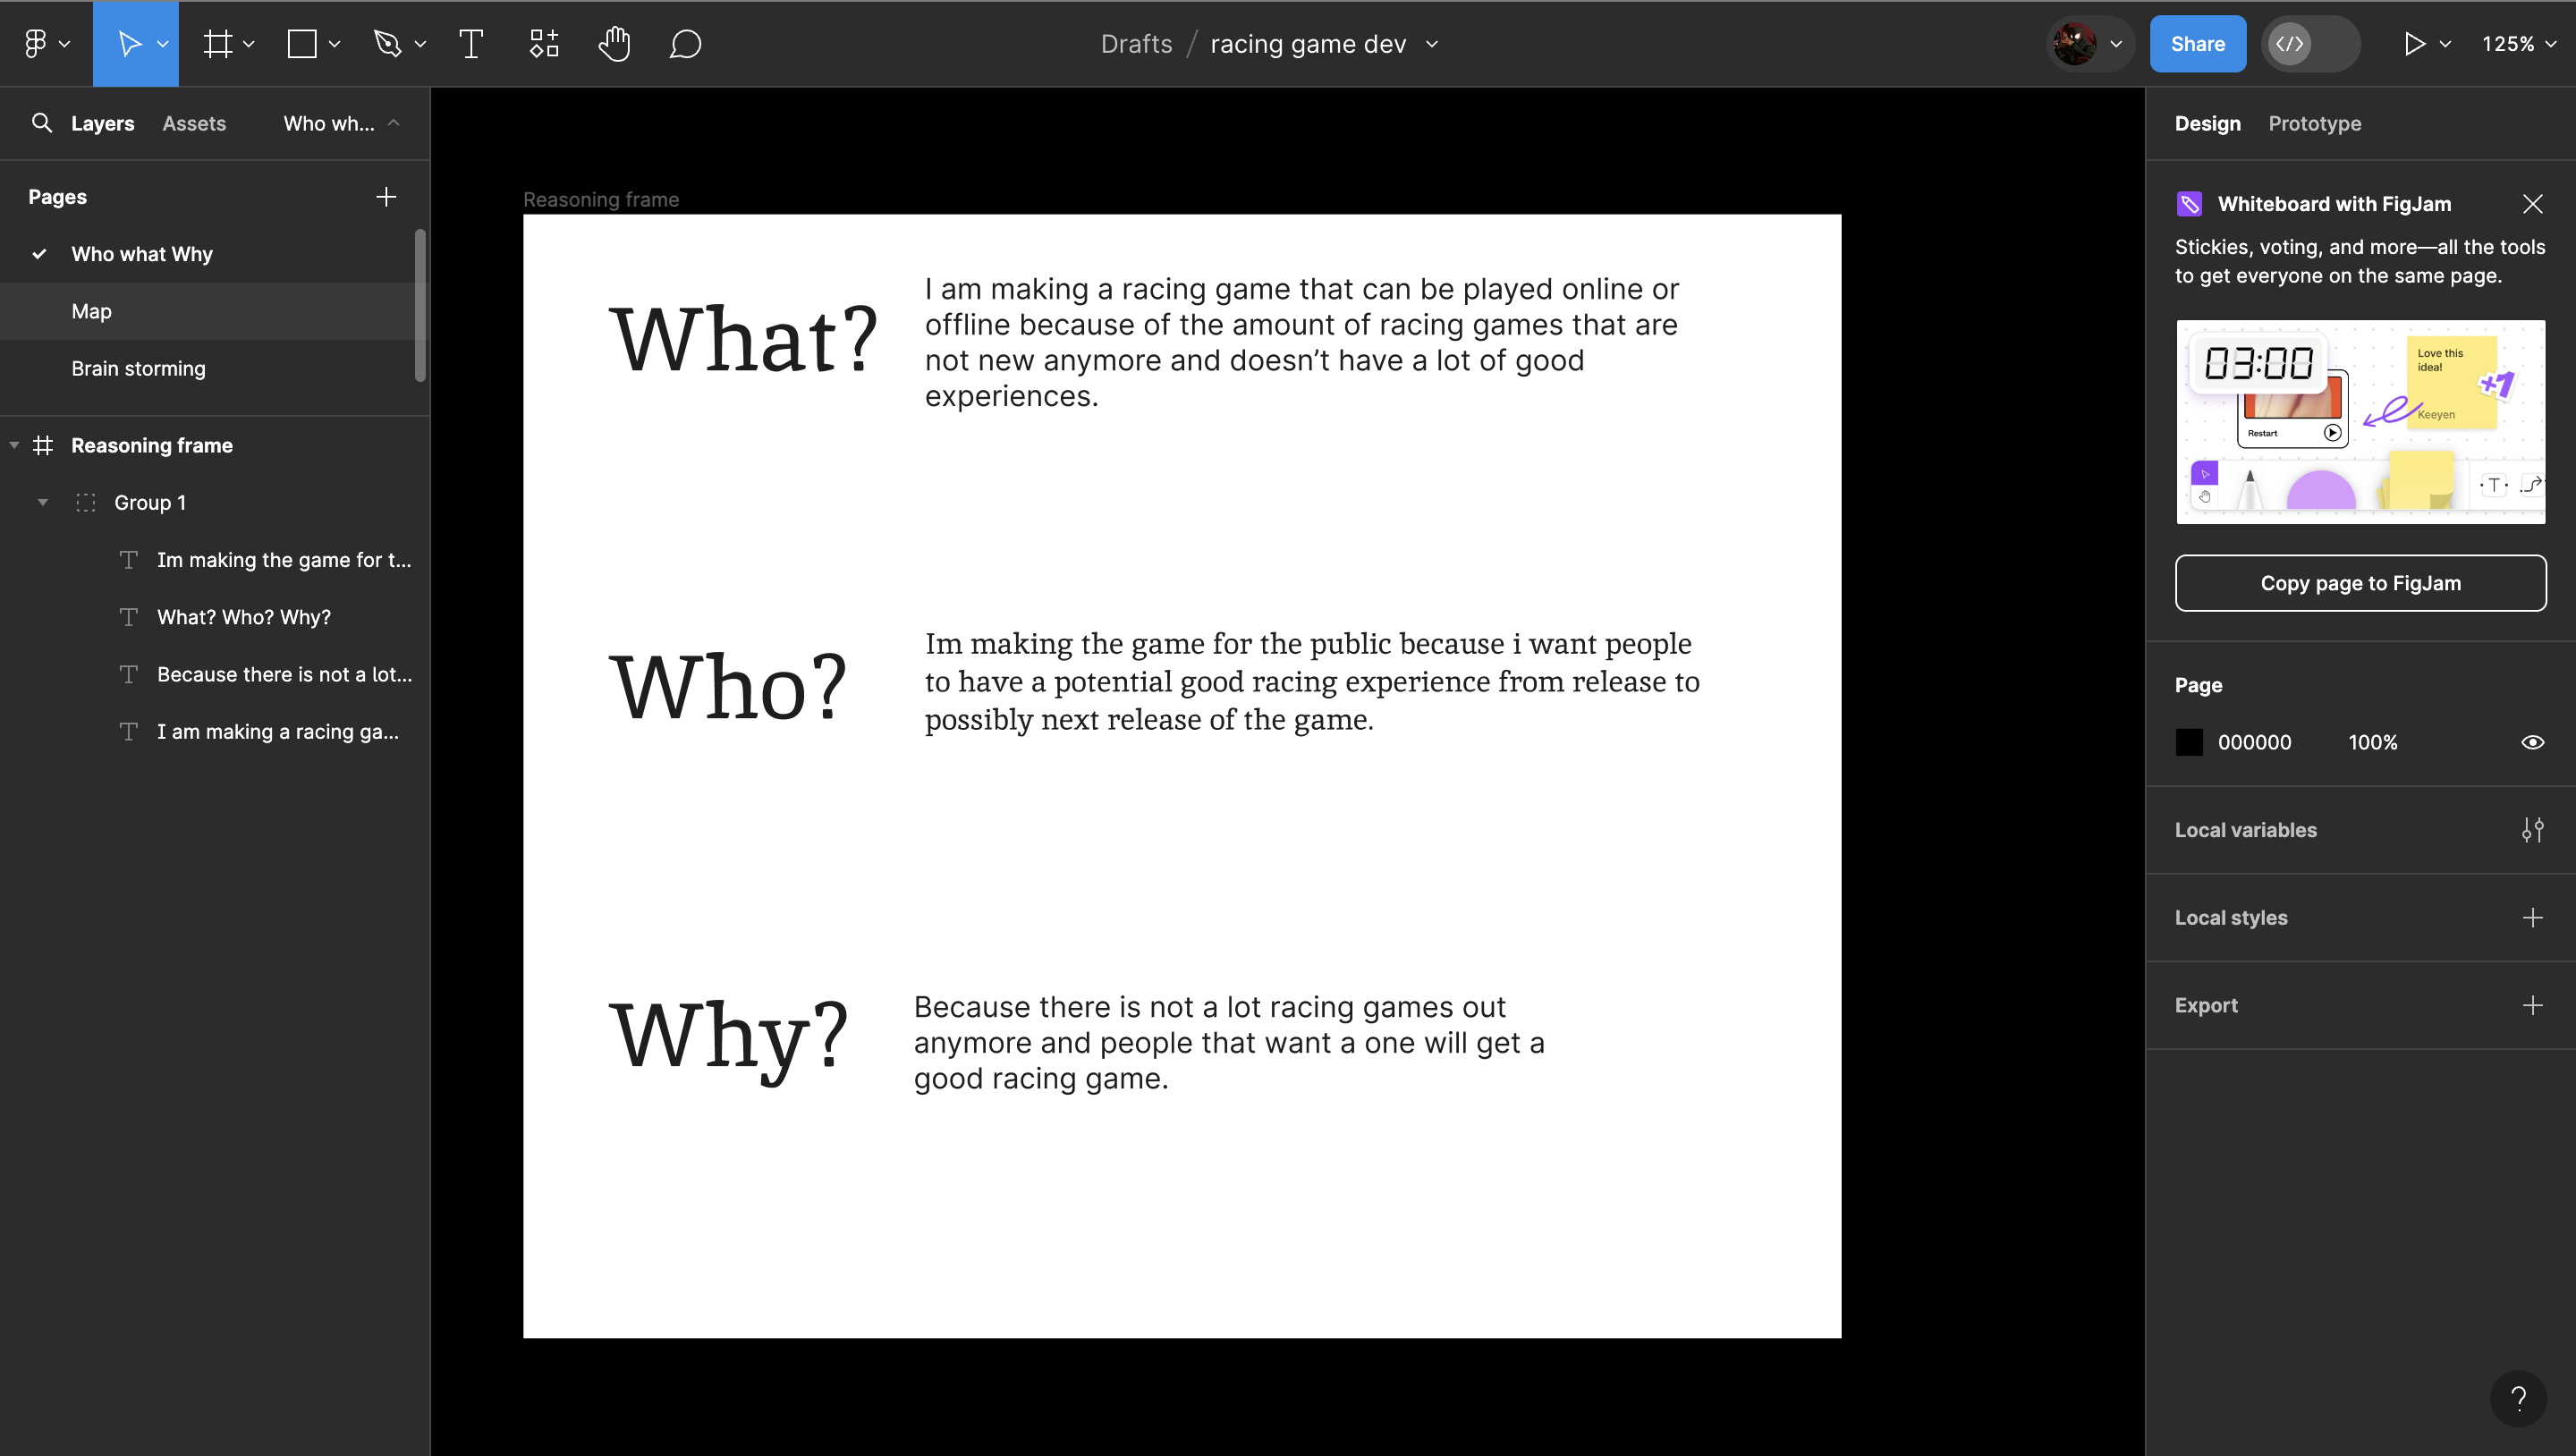 Drafts / racing game dev
Share
125%
Layers
Assets
Who wh...
Pages
Who what Why
Map
Brain storming
Reasoning frame
Group 1
Im making the game for t...
What? Who? Why?
Because there is not a lot...
I am making a racing ga...
Reasoning frame
What?
I am making a racing game that can be played online or
offline because of the amount of racing games that are
not new anymore and doesn’t have a lot of good
experiences.
Who?
Im making the game for the public because i want people
to have a potential good racing experience from release to
possibly next release of the game.
Why?
Because there is not a lot racing games out
anymore and people that want a one will get a
good racing game.
Design
Prototype
Whiteboard with FigJam
Stickies, voting, and more—all the tools
to get everyone on the same page.
03:00
Restart
Love this
idea!
+1
Keeyen
T
Copy page to FigJam
Page
000000
100%
Local variables
Local styles
Export
?